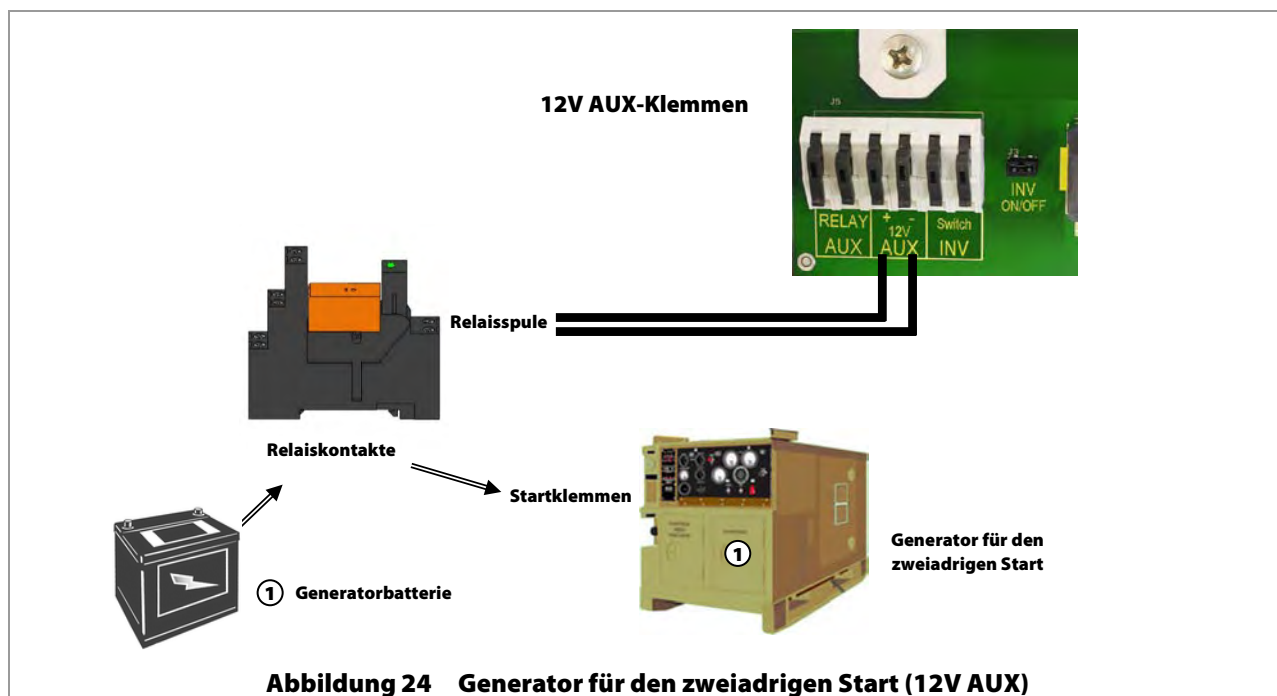 12V AUX-Klemmen
J5
J3
INV
ON/OFF
RELAY
AUX
+ -
12V
AUX
Switch
INV
Relaisspule
Relaiskontakte
Startklemmen
1
Generator für den
zweiadrigen Start
1 Generatorbatterie
Abbildung 24 Generator für den zweiadrigen Start (12V AUX)